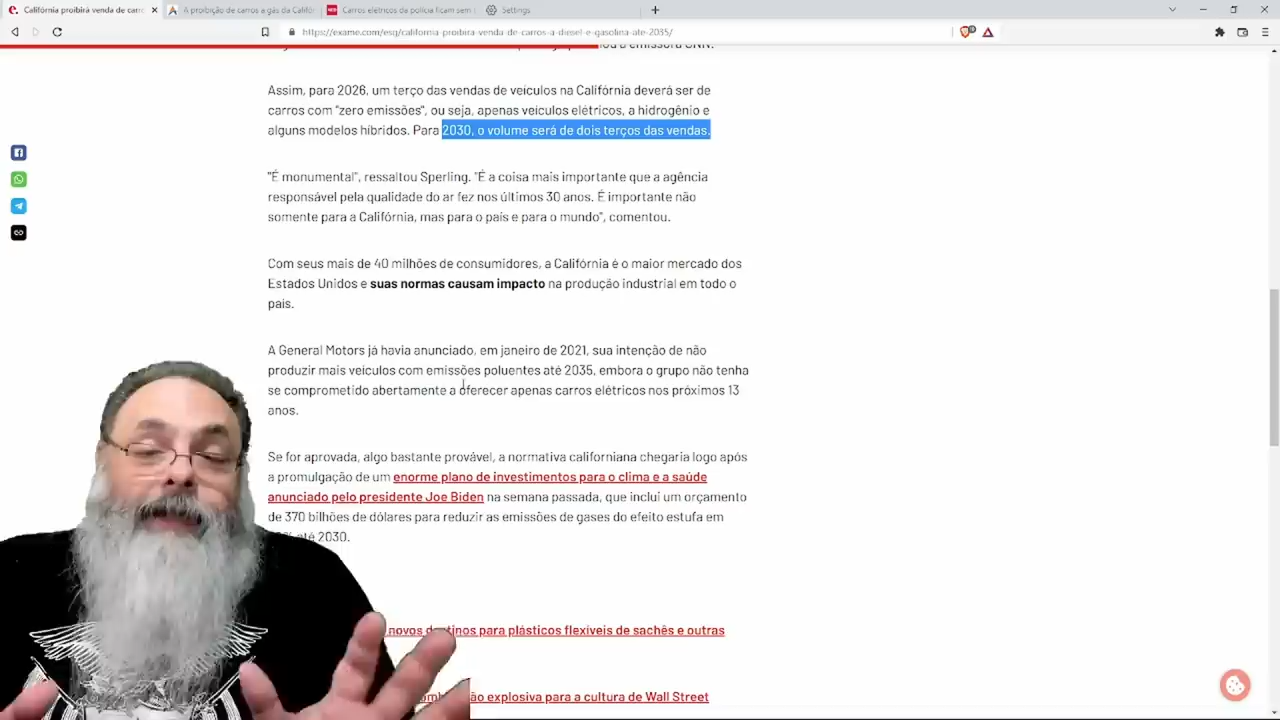 Califórnia proibirá venda de carro
A proibição de carros a gás da Califór
Carros elétricos da polícia ficam sem
Settings
https://exame.com/esg/california-proibira-venda-de-carros-a-diesel-e-gasolina-ate-2035/
Assim, para 2026, um terço das vendas de veículos na Califórnia deverá ser de
carros com "zero emissões", ou seja, apenas veículos elétricos, a hidrogênio e
alguns modelos híbridos. Para 2030, o volume será de dois terços das vendas.
"É monumental", ressaltou Sperling. "É a coisa mais importante que a agência
responsável pela qualidade do ar fez nos últimos 30 anos. É importante não
somente para a Califórnia, mas para o país e para o mundo", comentou.
Com seus mais de 40 milhões de consumidores, a Califórnia é o maior mercado dos
Estados Unidos e suas normas causam impacto na produção industrial em todo o
país.
A General Motors já havia anunciado, em janeiro de 2021, sua intenção de não
produzir mais veículos com emissões poluentes até 2035, embora o grupo não tenha
se comprometido abertamente a oferecer apenas carros elétricos nos próximos 13
anos.
Se for aprovada, algo bastante provável, a normativa californiana chegaria logo após
a promulgação de um enorme plano de investimentos para o clima e a saúde
anunciado pelo presidente Joe Biden na semana passada, que inclui um orçamento
de 370 bilhões de dólares para reduzir as emissões de gases do efeito estufa em
até 2030.
novos destinos para plásticos flexíveis de sachês e outras
explosiva para a cultura de Wall Street